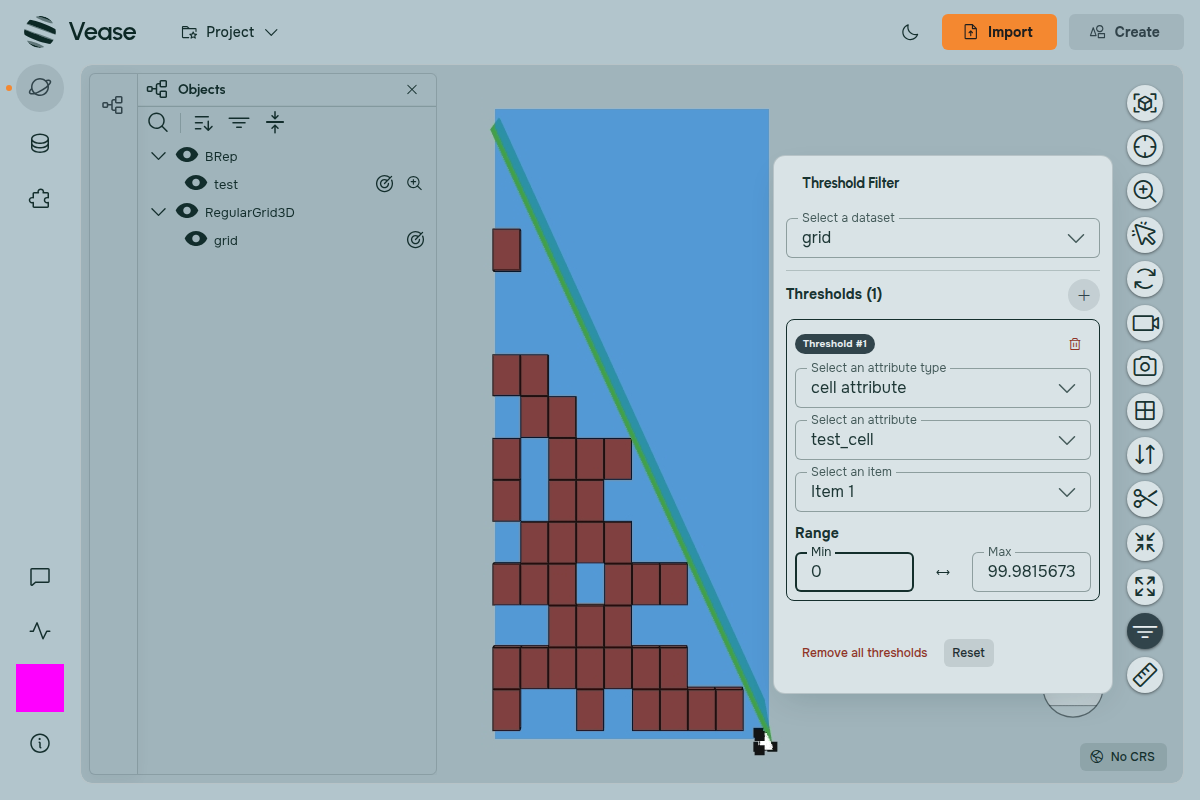 Vease
Project
Import
Create
Objects
BRep
test
RegularGrid3D
grid
Threshold Filter
Select a dataset
grid
Thresholds (1)
Threshold #1
Select an attribute type
cell attribute
Select an attribute
test_cell
Select an item
Item 1
Range
Min
0
Max
99.9815673
Remove all thresholds
Reset
No CRS